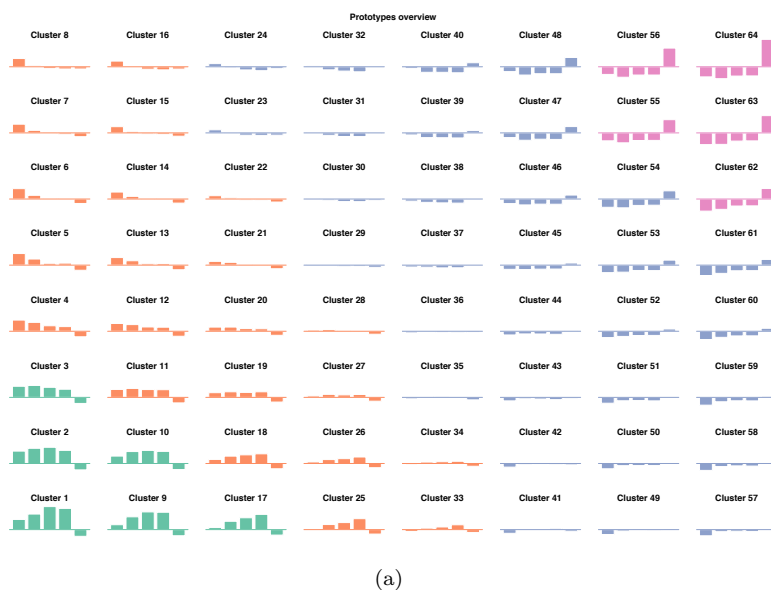 Prototypes overview
Cluster 8 Cluster 16 Cluster 24 Cluster 32 Cluster 40 Cluster 48 Cluster 56 Cluster 64
Cluster 7 Cluster 15 Cluster 23 Cluster 31 Cluster 39 Cluster 47 Cluster 55 Cluster 63
Cluster 6 Cluster 14 Cluster 22 Cluster 30 Cluster 38 Cluster 46 Cluster 54 Cluster 62
Cluster 5 Cluster 13 Cluster 21 Cluster 29 Cluster 37 Cluster 45 Cluster 53 Cluster 61
Cluster 4 Cluster 12 Cluster 20 Cluster 28 Cluster 36 Cluster 44 Cluster 52 Cluster 60
Cluster 3 Cluster 11 Cluster 19 Cluster 27 Cluster 35 Cluster 43 Cluster 51 Cluster 59
Cluster 2 Cluster 10 Cluster 18 Cluster 26 Cluster 34 Cluster 42 Cluster 50 Cluster 58
Cluster 1 Cluster 9 Cluster 17 Cluster 25 Cluster 33 Cluster 41 Cluster 49 Cluster 57
(a)